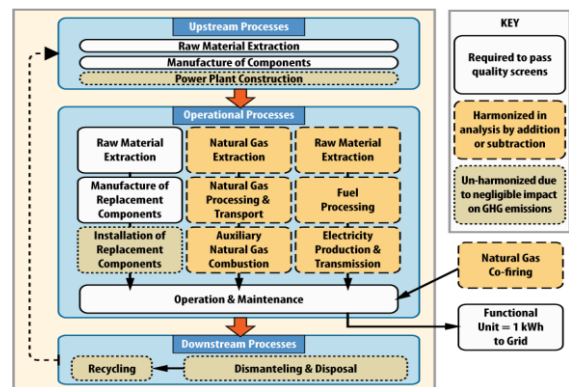 Upstream Processes
Raw Material Extraction
Manufacture of Components
Power Plant Construction
Operational Processes
Raw Material
Extraction
Manufacture of
Replacement
Components
Installation of
Replacement
Components
Natural Gas
Extraction
Natural Gas
Processing &
Transport
Auxiliary
Natural Gas
Combustion
Raw Material
Extraction
Fuel
Processing
Electricity
Production &
Transmission
Operation & Maintenance
Downstream Processes
Recycling
Dismanteling & Disposal
KEY
Required to pass
quality screens
Harmonized in
analysis by addition
or subtraction
Un-harmonized due
to negligible impact
on GHG emissions
Natural Gas
Co-firing
Functional
Unit = 1 kWh
to Grid